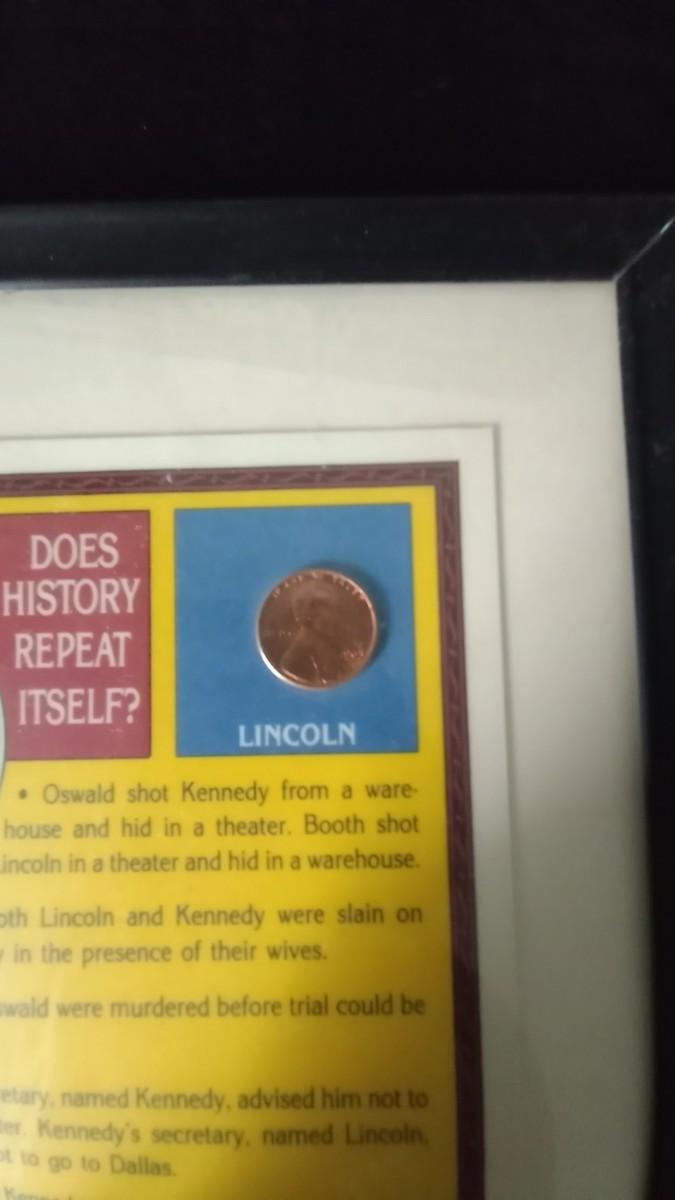 DOES
HISTORY
REPEAT
ITSELF?
LINCOLN
• Oswald shot Kennedy from a ware-
house and hid in a theater. Booth shot
incoln in a theater and hid in a warehouse.
oth Lincoln and Kennedy were slain on
y in the presence of their wives.
swald were murdered before trial could be
retary, named Kennedy, advised him not to
ter. Kennedy's secretary, named Lincoln,
ot to go to Dallas.